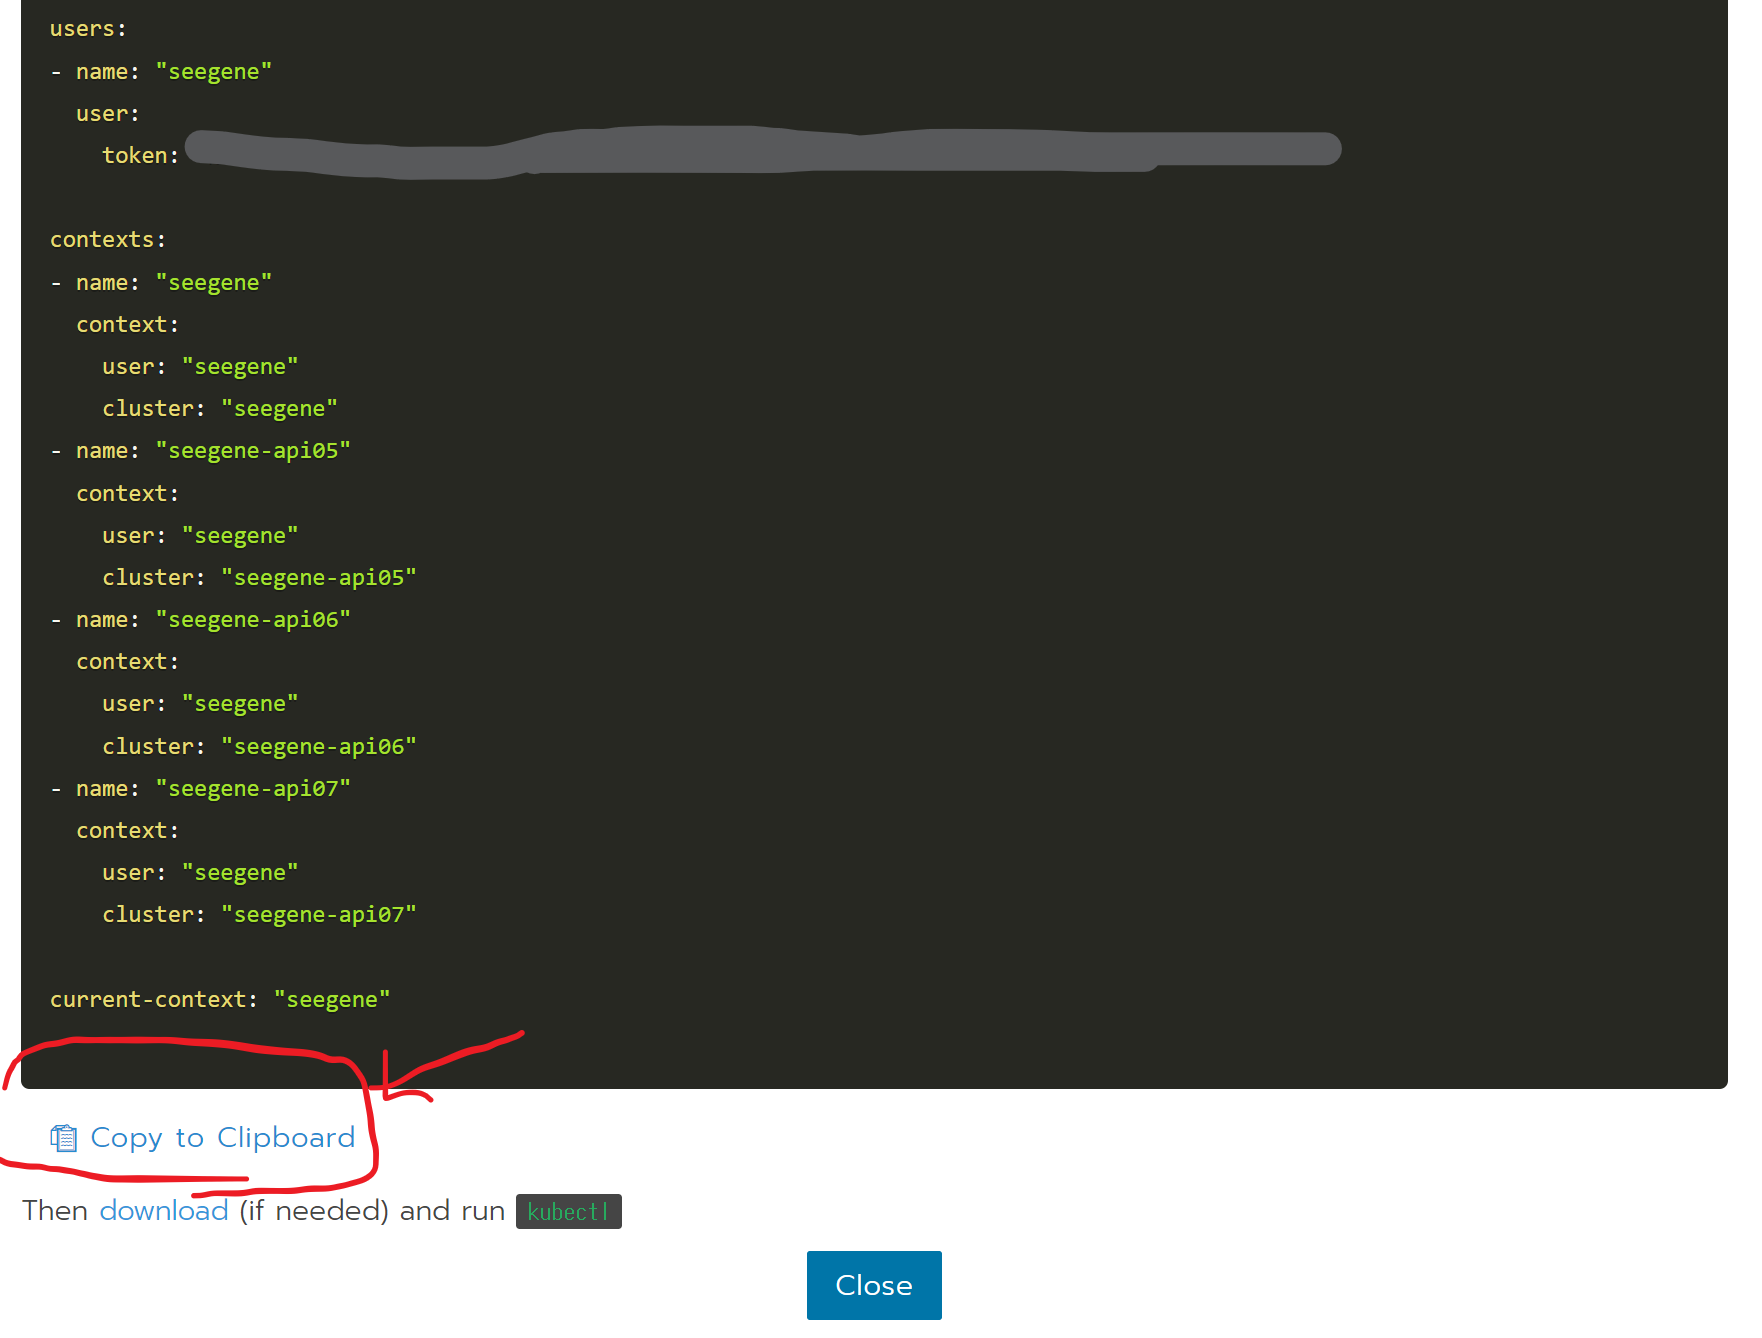 users:
- name: "seegene"
  user:
    token:
contexts:
- name: "seegene"
  context:
    user: "seegene"
    cluster: "seegene"
- name: "seegene-api05"
  context:
    user: "seegene"
    cluster: "seegene-api05"
- name: "seegene-api06"
  context:
    user: "seegene"
    cluster: "seegene-api06"
- name: "seegene-api07"
  context:
    user: "seegene"
    cluster: "seegene-api07"
current-context: "seegene"
Copy to Clipboard
Then download (if needed) and run kubectl
Close